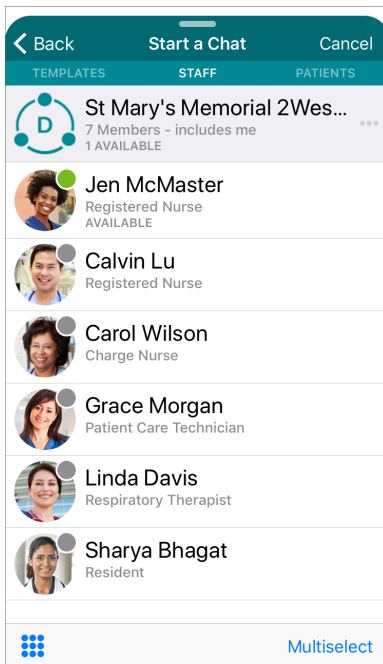 Back
Start a Chat
Cancel
TEMPLATES
STAFF
PATIENTS
D
St Mary's Memorial 2Wes...
7 Members - includes me
1 AVAILABLE
Jen McMaster
Registered Nurse
AVAILABLE
Calvin Lu
Registered Nurse
Carol Wilson
Charge Nurse
Grace Morgan
Patient Care Technician
Linda Davis
Respiratory Therapist
Sharya Bhagat
Resident
Multiselect